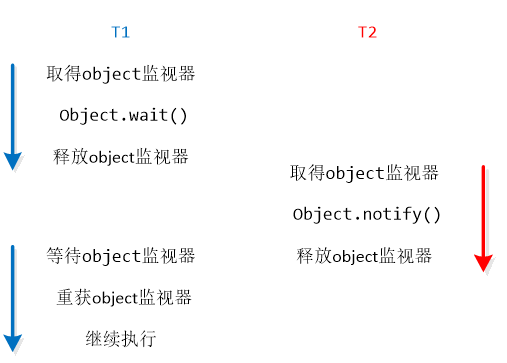 T1
T2
取得object监视器
Object.wait()
释放object监视器
取得object监视器
Object.notify()
释放object监视器
等待object监视器
重获object监视器
继续执行